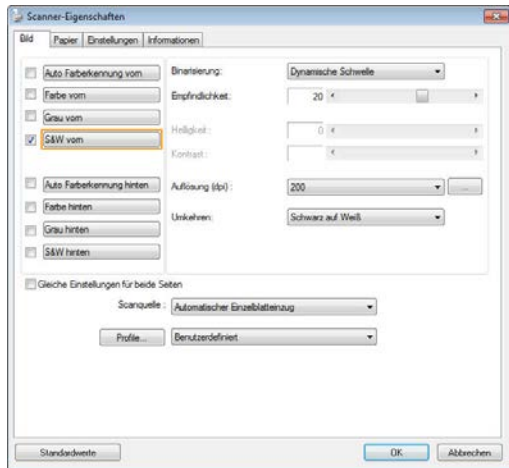 Scanner-Eigenschaften
Bild Papier Einstellungen Informationen
Auto Farberkennung vorn
Farbe vorn
Grau vorn
S&W vorn
Auto Farberkennung hinten
Farbe hinten
Grau hinten
S&W hinten
Binarisierung: Dynamische Schwelle
Empfindlichkeit: 20
Helligkeit: 0
Kontrast:
Auflösung (dpi) : 200 ...
Umkehren: Schwarz auf Weiß
Gleiche Einstellungen für beide Seiten
Scanquelle : Automatischer Einzelblatteinzug
Profile... Benutzerdefiniert
Standardwerte OK Abbrechen